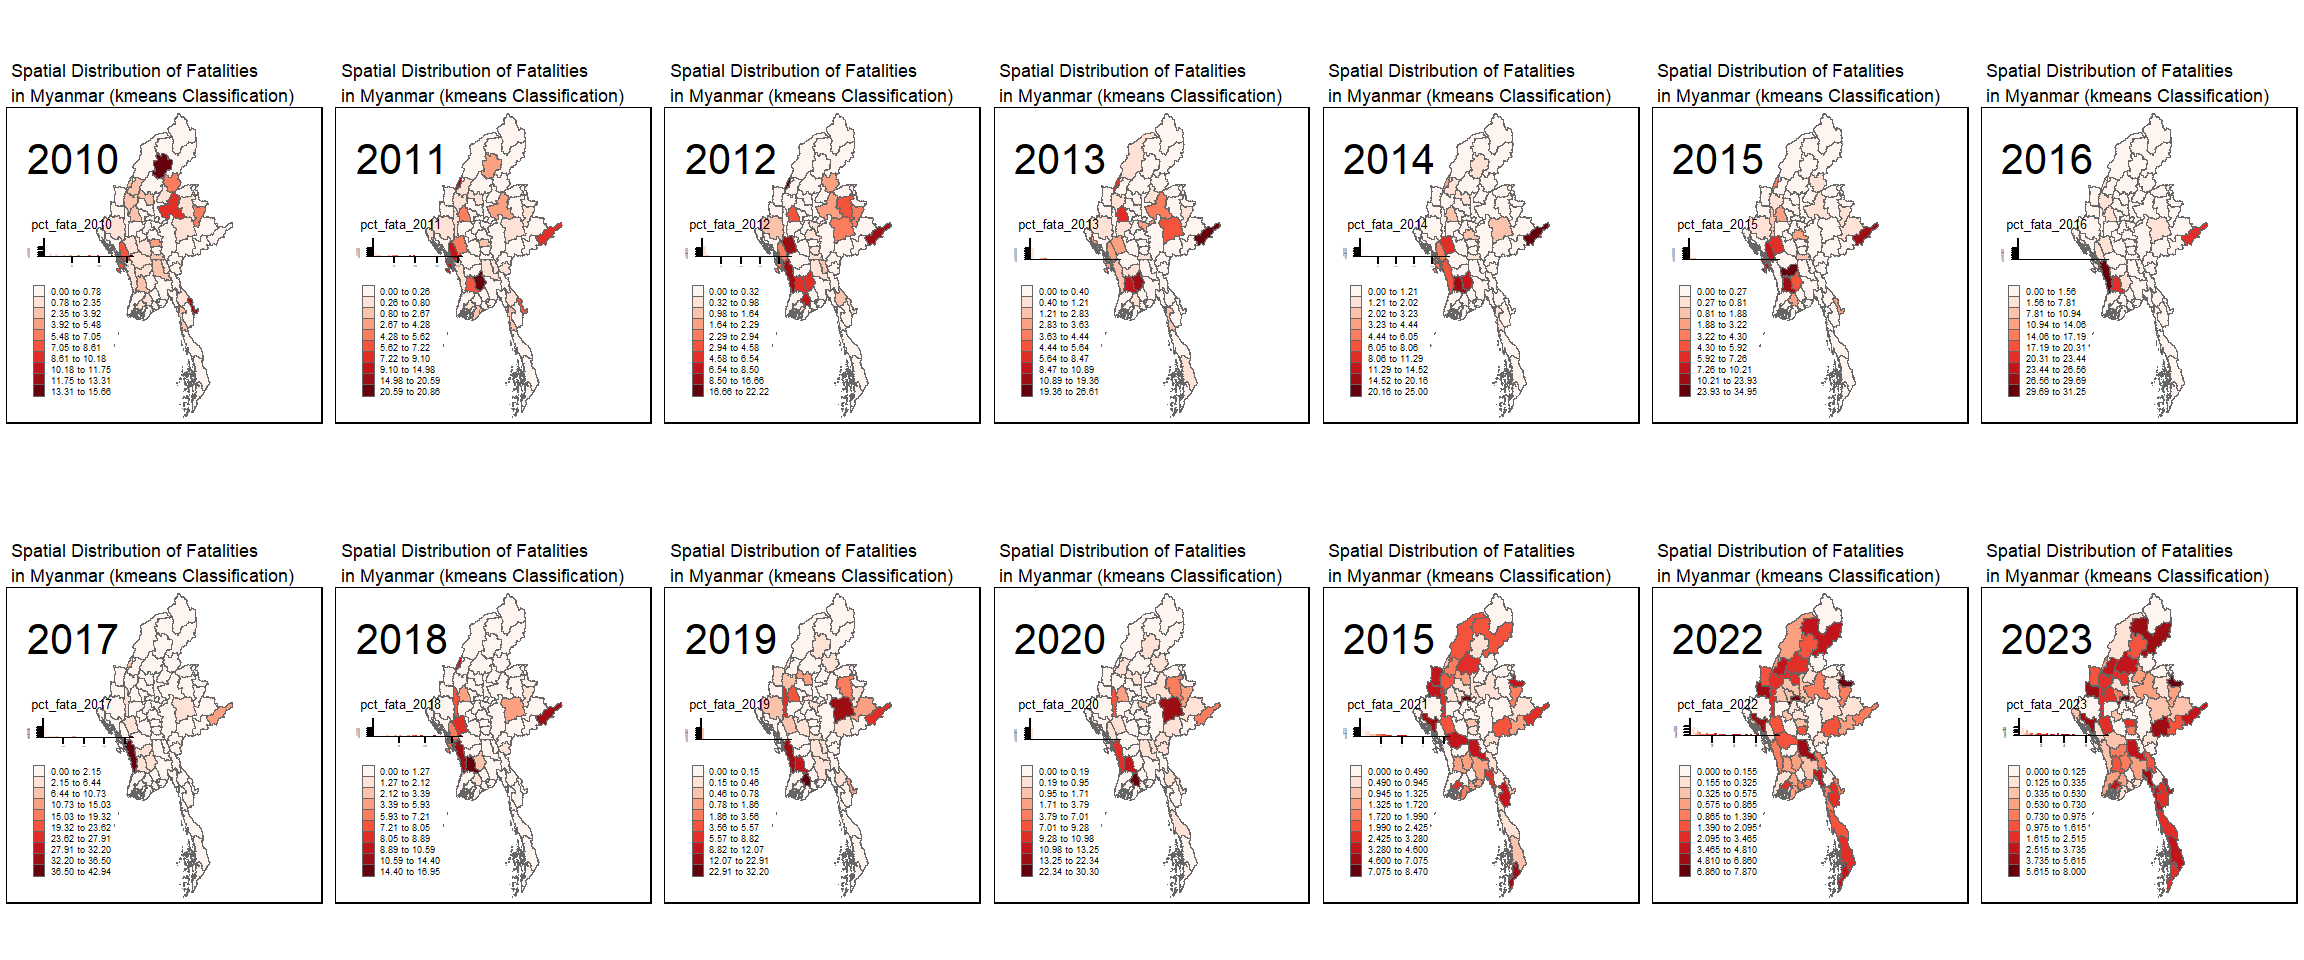 Spatial Distribution of Fatalities
in Myanmar (kmeans Classification)
2010
pct_fata_2010
0.00 to 0.78
0.78 to 2.35
2.35 to 3.92
3.92 to 5.48
5.48 to 7.05
7.05 to 8.61
8.61 to 10.18
10.18 to 11.75
11.75 to 13.31
13.31 to 15.66
Spatial Distribution of Fatalities
in Myanmar (kmeans Classification)
2011
pct_fata_2011
0.00 to 0.26
0.26 to 0.80
0.80 to 2.67
2.67 to 4.28
4.28 to 5.62
5.62 to 7.22
7.22 to 9.10
9.10 to 14.98
14.98 to 20.59
20.59 to 20.86
Spatial Distribution of Fatalities
in Myanmar (kmeans Classification)
2012
pct_fata_2012
0.00 to 0.32
0.32 to 0.98
0.98 to 1.64
1.64 to 2.29
2.29 to 2.94
2.94 to 4.58
4.58 to 6.54
6.54 to 8.50
8.50 to 16.66
16.66 to 22.22
Spatial Distribution of Fatalities
in Myanmar (kmeans Classification)
2013
pct_fata_2013
0.00 to 0.40
0.40 to 1.21
1.21 to 2.83
2.83 to 3.63
3.63 to 4.44
4.44 to 5.64
5.64 to 8.47
8.47 to 10.89
10.89 to 19.36
19.36 to 26.61
Spatial Distribution of Fatalities
in Myanmar (kmeans Classification)
2014
pct_fata_2014
0.00 to 1.21
1.21 to 2.02
2.02 to 3.23
3.23 to 4.44
4.44 to 6.05
6.05 to 8.06
8.06 to 11.29
11.29 to 14.52
14.52 to 20.16
20.16 to 25.00
Spatial Distribution of Fatalities
in Myanmar (kmeans Classification)
2015
pct_fata_2015
0.00 to 0.27
0.27 to 0.81
0.81 to 1.88
1.88 to 3.22
3.22 to 4.30
4.30 to 5.92
5.92 to 7.26
7.26 to 10.21
10.21 to 23.93
23.93 to 34.95
Spatial Distribution of Fatalities
in Myanmar (kmeans Classification)
2016
pct_fata_2016
0.00 to 1.56
1.56 to 7.81
7.81 to 10.94
10.94 to 14.06
14.06 to 17.19
17.19 to 20.31
20.31 to 23.44
23.44 to 26.56
26.56 to 29.69
29.69 to 31.25
Spatial Distribution of Fatalities
in Myanmar (kmeans Classification)
2017
pct_fata_2017
0.00 to 2.15
2.15 to 6.44
6.44 to 10.73
10.73 to 15.03
15.03 to 19.32
19.32 to 23.62
23.62 to 27.91
27.91 to 32.20
32.20 to 36.50
36.50 to 42.94
Spatial Distribution of Fatalities
in Myanmar (kmeans Classification)
2018
pct_fata_2018
0.00 to 1.27
1.27 to 2.12
2.12 to 3.39
3.39 to 5.93
5.93 to 7.21
7.21 to 8.05
8.05 to 8.89
8.89 to 10.59
10.59 to 14.40
14.40 to 16.95
Spatial Distribution of Fatalities
in Myanmar (kmeans Classification)
2019
pct_fata_2019
0.00 to 0.15
0.15 to 0.46
0.46 to 0.78
0.78 to 1.86
1.86 to 3.56
3.56 to 5.57
5.57 to 8.82
8.82 to 12.07
12.07 to 22.91
22.91 to 32.20
Spatial Distribution of Fatalities
in Myanmar (kmeans Classification)
2020
pct_fata_2020
0.00 to 0.19
0.19 to 0.95
0.95 to 1.71
1.71 to 3.79
3.79 to 7.01
7.01 to 9.28
9.28 to 10.98
10.98 to 13.25
13.25 to 22.34
22.34 to 30.30
Spatial Distribution of Fatalities
in Myanmar (kmeans Classification)
2015
pct_fata_2021
0.000 to 0.490
0.490 to 0.945
0.945 to 1.325
1.325 to 1.720
1.720 to 1.990
1.990 to 2.425
2.425 to 3.280
3.280 to 4.600
4.600 to 7.075
7.075 to 8.470
Spatial Distribution of Fatalities
in Myanmar (kmeans Classification)
2022
pct_fata_2022
0.000 to 0.155
0.155 to 0.325
0.325 to 0.575
0.575 to 0.865
0.865 to 1.390
1.390 to 2.095
2.095 to 3.465
3.465 to 4.810
4.810 to 6.860
6.860 to 7.870
Spatial Distribution of Fatalities
in Myanmar (kmeans Classification)
2023
pct_fata_2023
0.000 to 0.125
0.125 to 0.335
0.335 to 0.530
0.530 to 0.730
0.730 to 0.975
0.975 to 1.615
1.615 to 2.515
2.515 to 3.735
3.735 to 5.615
5.615 to 8.000